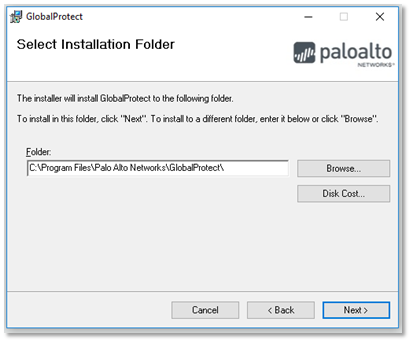 GlobalProtect
Select Installation Folder
paloalto
NETWORKS™
The installer will install GlobalProtect to the following folder.
To install in this folder, click "Next". To install to a different folder, enter it below or click "Browse".
Folder:
C:\Program Files\Palo Alto Networks\GlobalProtect\
Browse...
Disk Cost...
Cancel
< Back
Next >